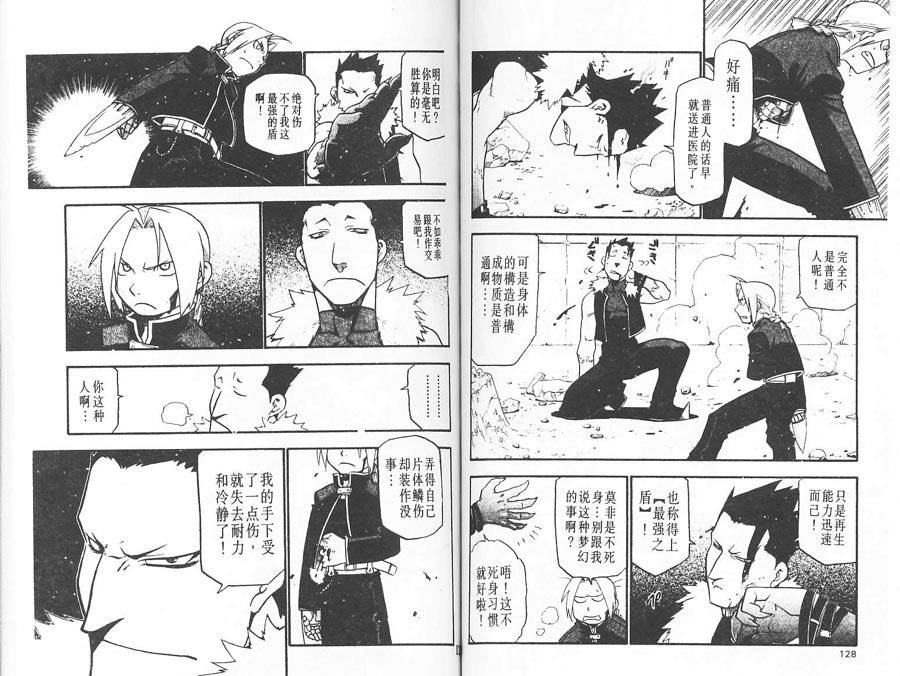 好痛……
普通人的话早
就送进医院了。
完全不
是普通
人呢！
可是身体
的構造和構
成物质是普
通啊……
只是再生
能力迅速
而己！
也称得上
【最强之
盾】！
莫非是不死
身…别跟我
说这种梦幻
的事啊？
唔！这不
死身习惯
就好啦！
128
明白吧？
你是毫无
胜算的！
绝对伤
不了我这
最强的盾
啊！
不如乖乖
跟我作交
易吧！
………
………
你这种
人啊…
弄得自己
片体鳞伤
却装作没
事…
我的手下受
了一点伤，
就失去耐力
和冷静了！